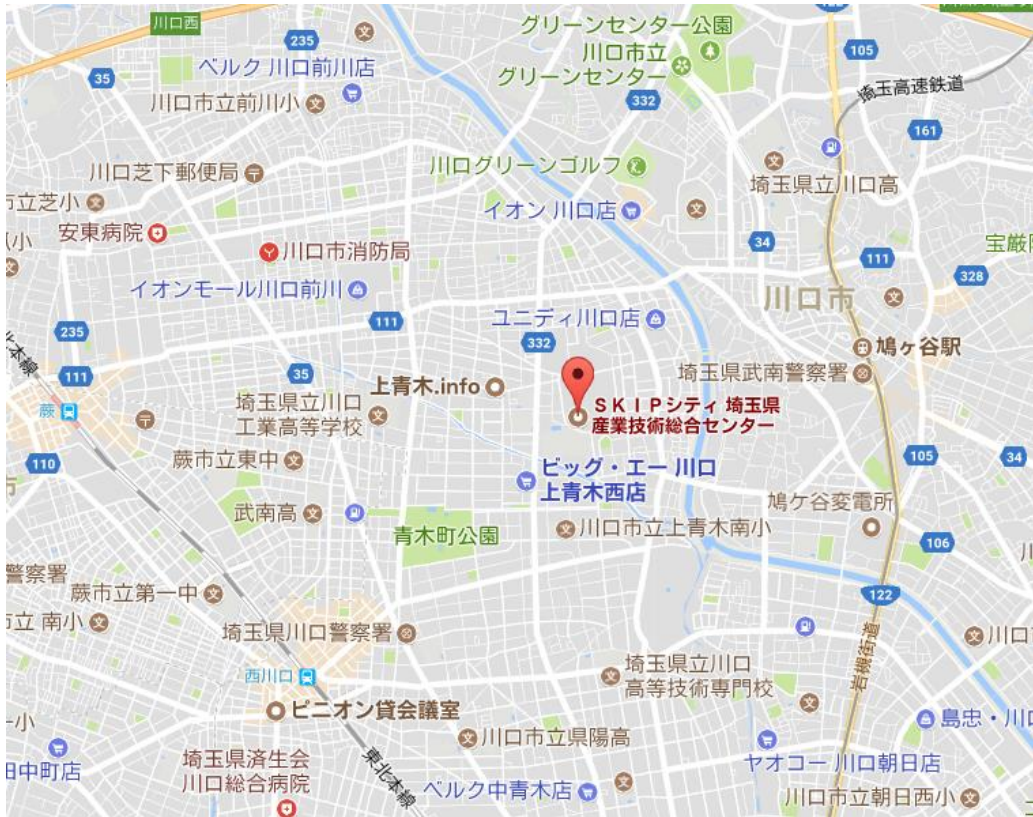 川口西
122
グリーンセンター公園
235
105
川口市立
グリーンセンター
ベルク 川口前川店
35
埼玉高速鉄道
川口市立前川小
文
332
161
川口芝下郵便局
川口グリーンゴルフ
埼玉県立川口高
市立芝小
イオン 川口店
安東病院
34
川口市消防局
111
宝厳院
イオンモール川口前川
328
川口市
111
ユニディ川口店
235
332
鳩ヶ谷駅
北本線
111
35
上青木.info
埼玉県武南警察署
蕨
埼玉県立川口
工業高等学校
SKIPシティ 埼玉県
産業技術総合センター
110
蕨市立東中
ビッグ・エー 川口
上青木西店
105
34
武南高
鳩ケ谷変電所
青木町公園
川口市立上青木南小
106
警察署
蕨市立第一中
122
市立 南小
埼玉県川口警察署
川口
西川口
埼玉県立川口
高等技術専門校
岩槻街道
ビニオン貸会議室
島忠・川口
川口市立県陽高
田中町店
埼玉県済生会
川口総合病院
東北本線
ヤオコー 川口朝日店
ベルク中青木店
川口市立朝日西小